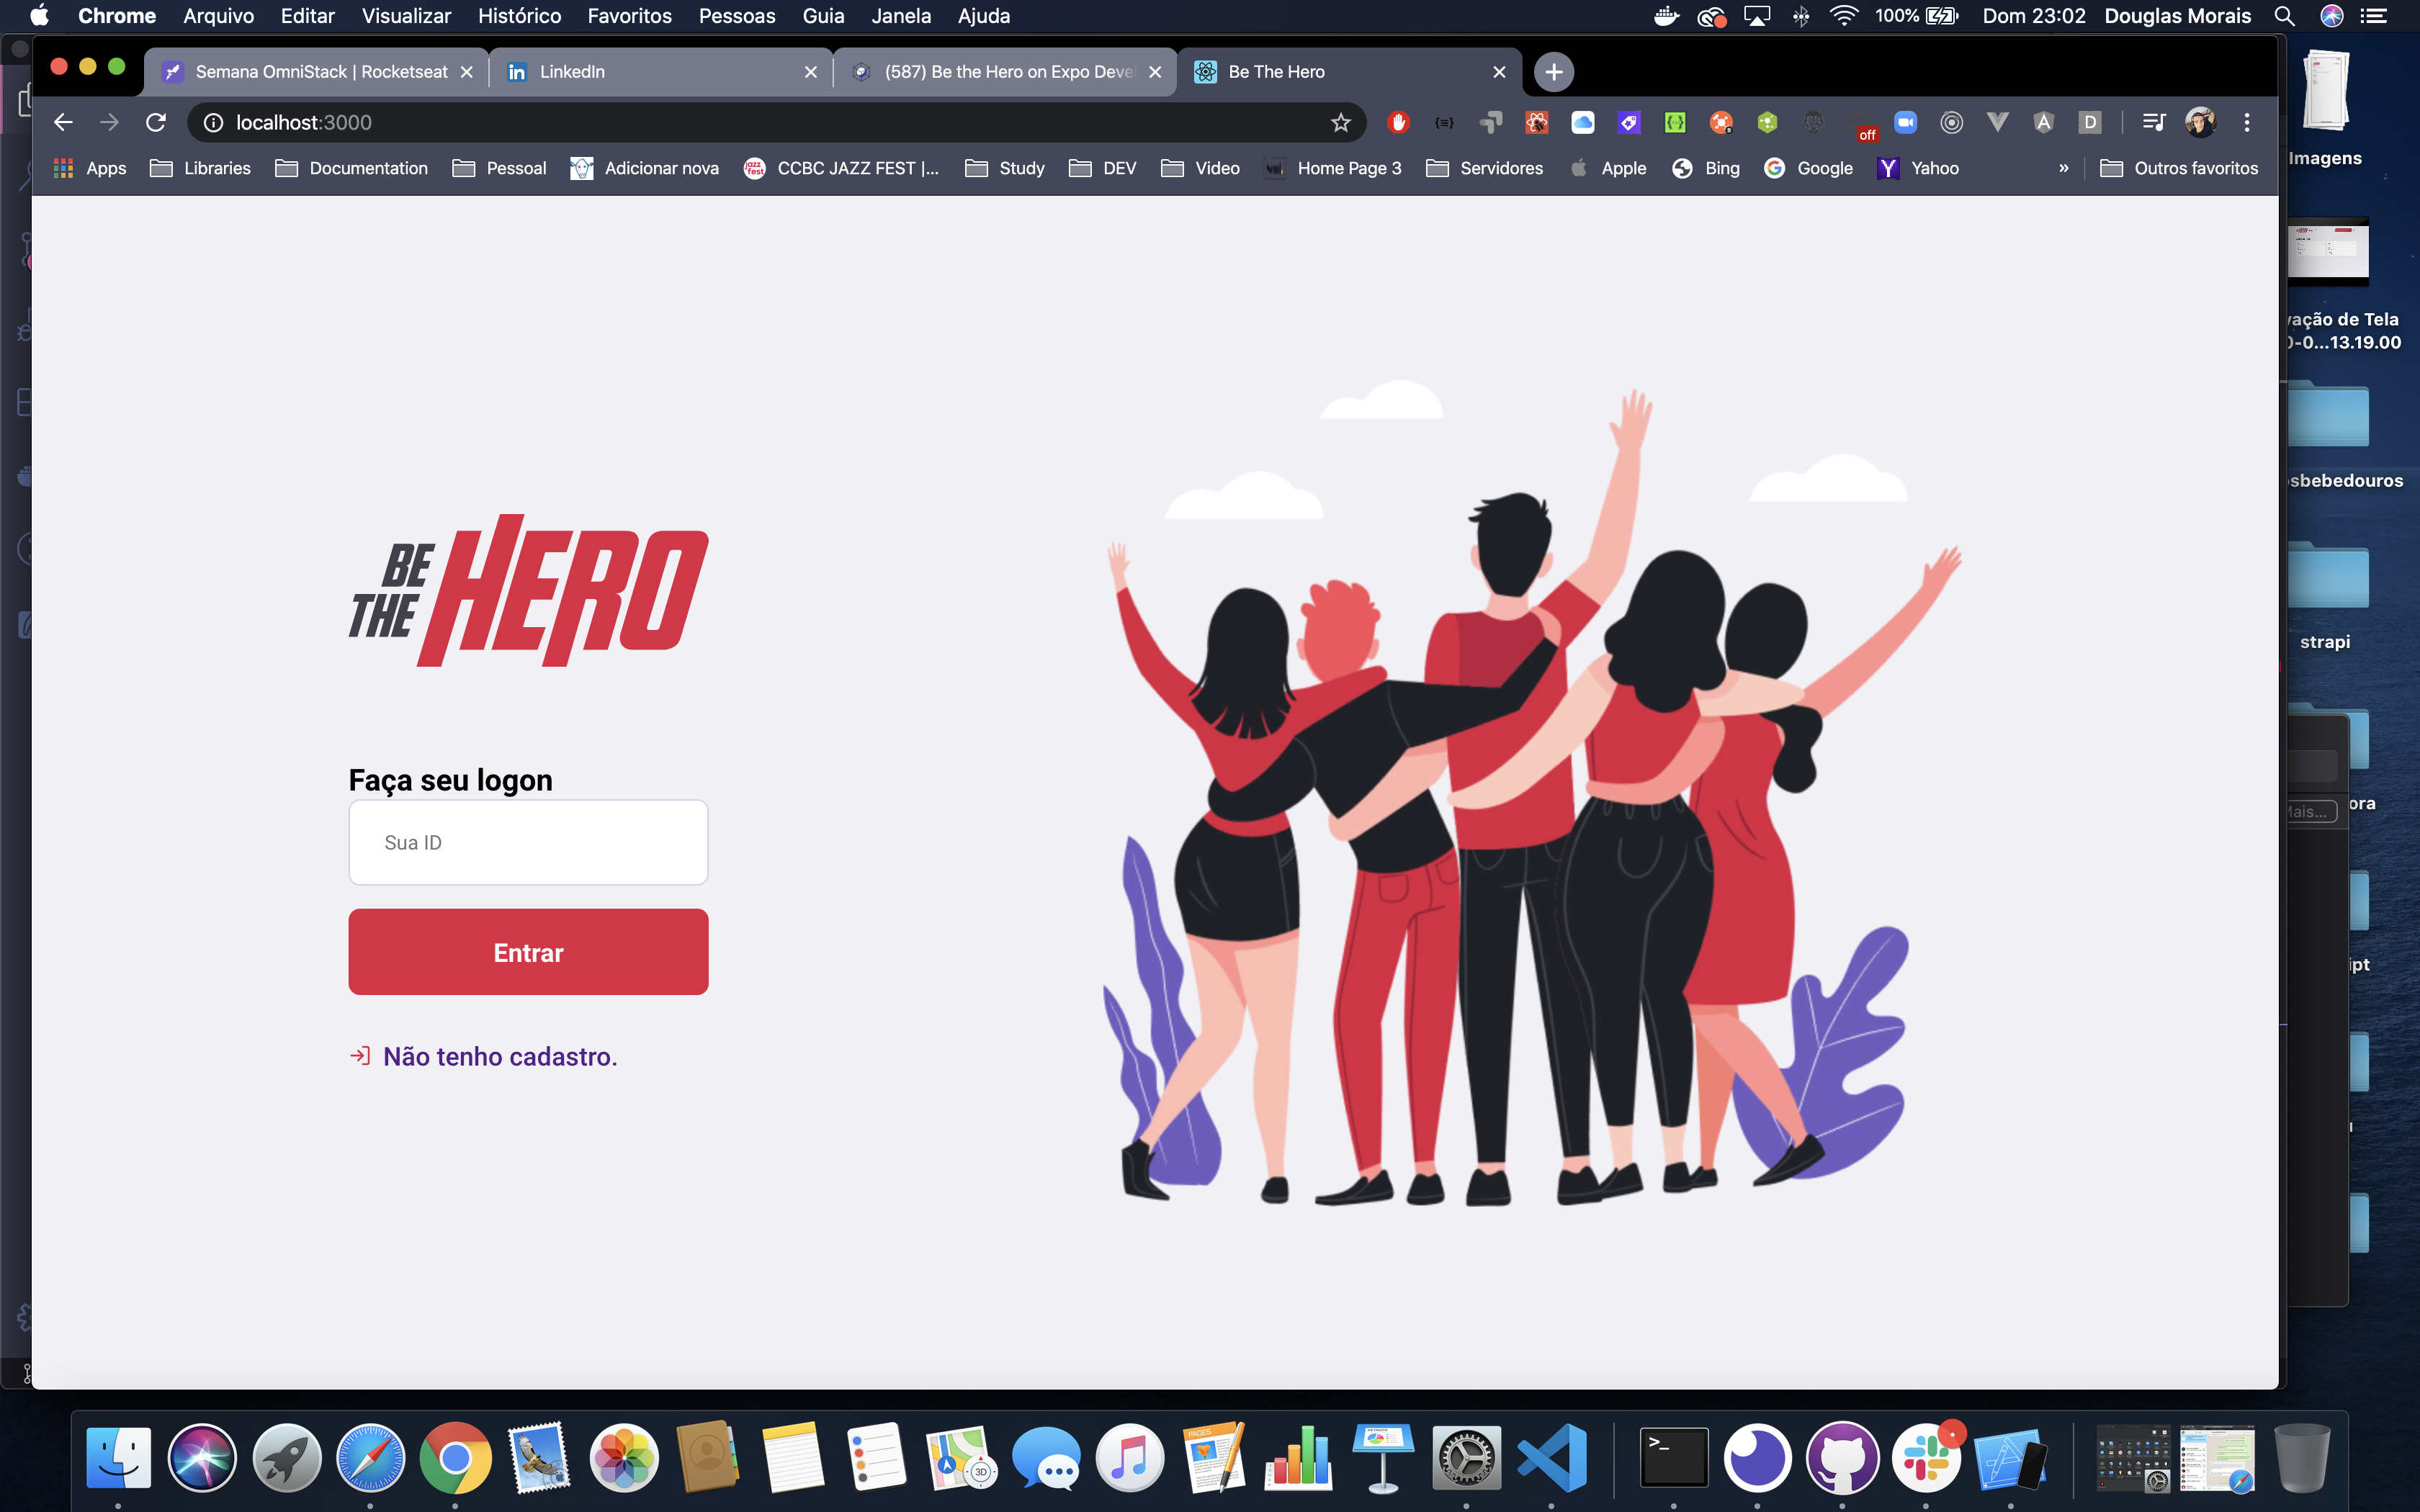 Chrome Arquivo Editar Visualizar Histórico Favoritos Pessoas Guia Janela Ajuda 100% Dom 23:02 Douglas Morais
Semana OmniStack | Rocketseat LinkedIn (587) Be the Hero on Expo Deve Be The Hero
localhost:3000
off
D
Apps Libraries Documentation Pessoal Adicionar nova CCBC JAZZ FEST |... Study DEV Video Home Page 3 Servidores Apple Bing Google Yahoo » Outros favoritos
Imagens
vação de Tela
0-0...13.19.00
osbebedouros
strapi
ora
Mais...
ipt
BE
THE
HERO
Faça seu logon
Sua ID
Entrar
Não tenho cadastro.
PAGES
3D